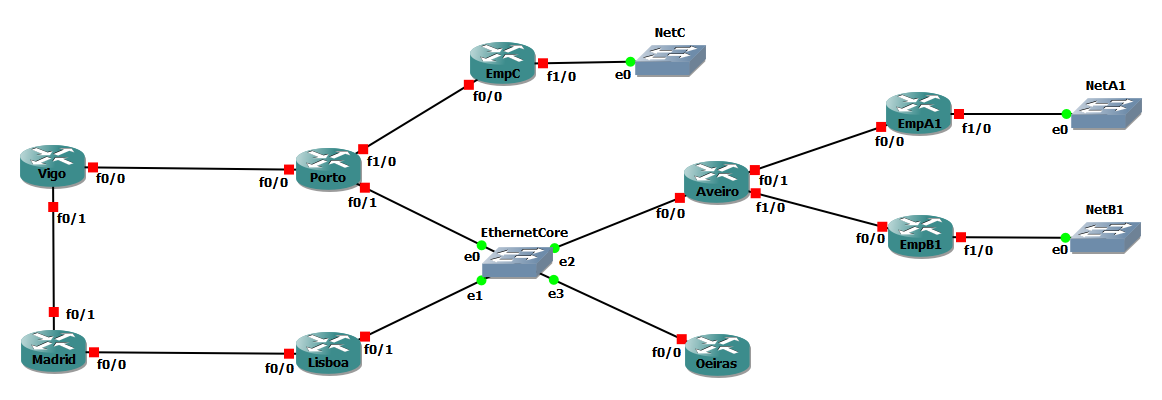 NetC
EmpC
f1/0
e0
f0/0
NetA1
EmpA1
f1/0
e0
f0/0
Vigo
f0/0
f0/0
Porto
f1/0
f0/1
f0/1
Aveiro
f0/1
f1/0
f0/0
NetB1
EmpB1
f0/0
f1/0
e0
EthernetCore
e0
e2
e1
e3
f0/1
Madrid
f0/0
f0/0
Lisboa
f0/1
f0/0
Oeiras